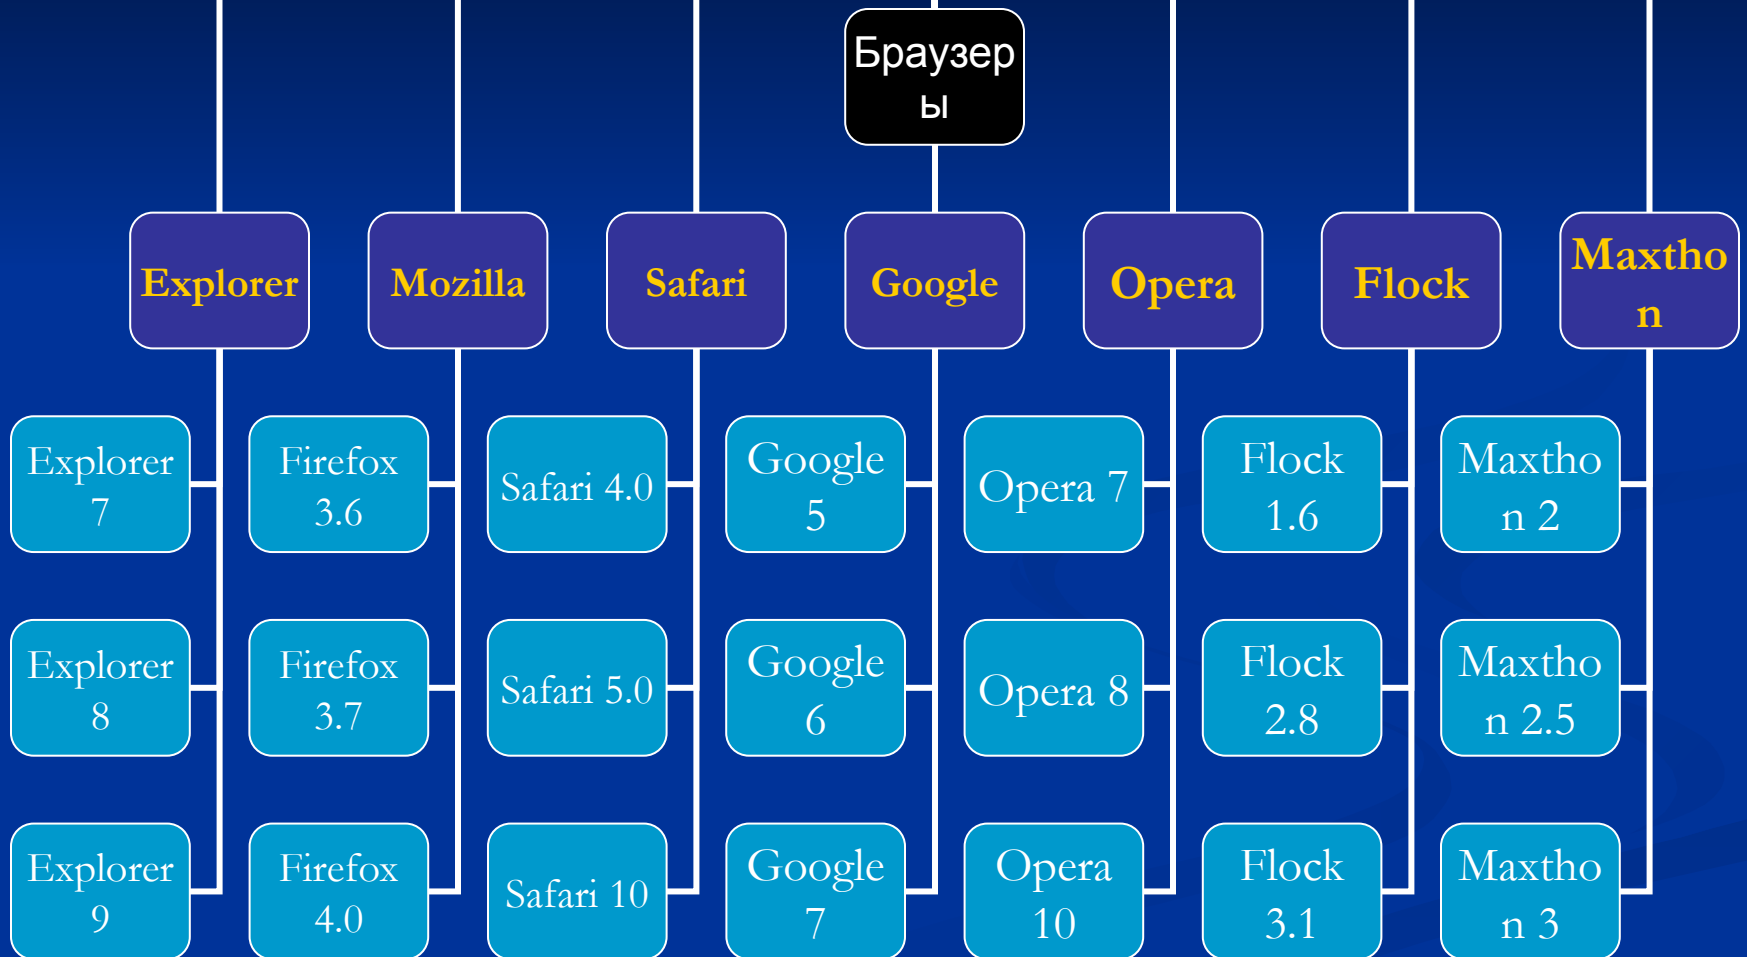 Браузер
ы
Explorer
Mozilla
Safari
Google
Opera
Flock
Maxtho
n
Explorer
7
Firefox
3.6
Safari 4.0
Google
5
Opera 7
Flock
1.6
Maxtho
n 2
Explorer
8
Firefox
3.7
Safari 5.0
Google
6
Opera 8
Flock
2.8
Maxtho
n 2.5
Explorer
9
Firefox
4.0
Safari 10
Google
7
Opera
10
Flock
3.1
Maxtho
n 3